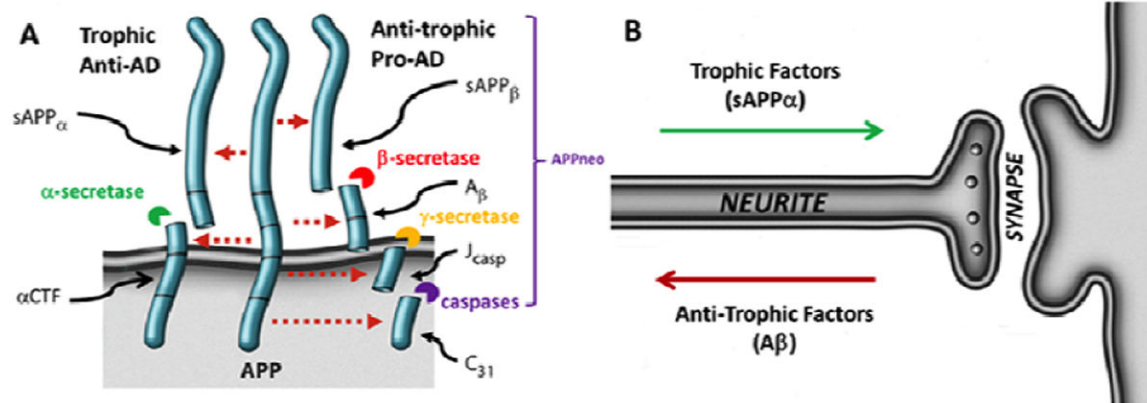 A
Trophic
Anti-AD
Anti-trophic
Pro-AD
sAPPα
sAPPβ
β-secretase
α-secretase
Aβ
γ-secretase
Jcasp
αCTF
caspases
APP
C31
APPneo
B
Trophic Factors
(sAPPα)
NEURITE
SYNAPSE
Anti-Trophic Factors
(Aβ)